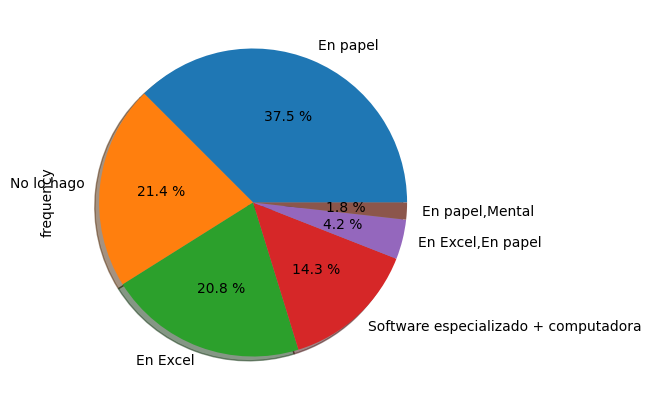 En papel
37.5 %
No lo hago
21.4 %
frequency
1.8 %
En papel,Mental
4.2 %
En Excel,En papel
14.3 %
20.8 %
Software especializado + computadora
En Excel